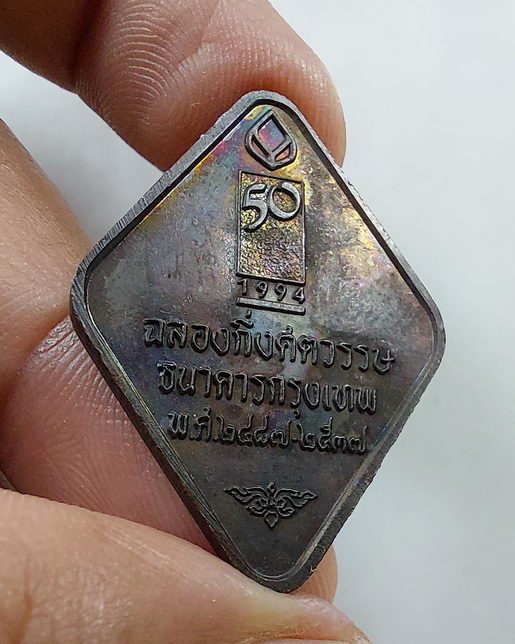 50
1994
ฉลองกึ่งศตวรรษ
ธนาคารกรุงเทพ
พ.ศ.๒๔๘๗-๒๕๓๗